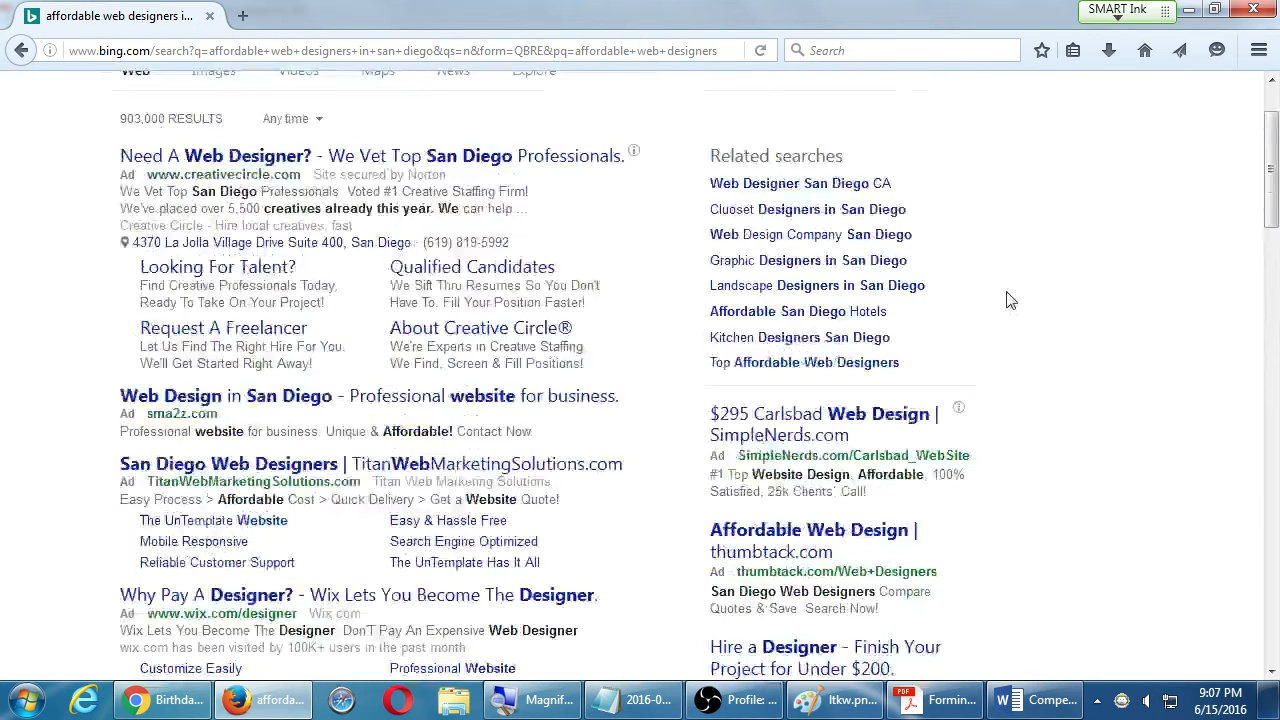 affordable web designers i...
SMART Ink
www.bing.com/search?q=affordable+web+designers+in+san+diego&qs=n&form=QBRE&pq=affordable+web+designers
Search
Web Images Videos Maps News Explore
903,000 RESULTS Any time
Need A Web Designer? - We Vet Top San Diego Professionals.
Ad www.creativecircle.com Site secured by Norton
We Vet Top San Diego Professionals Voted #1 Creative Staffing Firm!
We've placed over 5,500 creatives already this year. We can help ...
Creative Circle - Hire local creatives, fast
4370 La Jolla Village Drive Suite 400, San Diego · (619) 819-5992
Looking For Talent?
Find Creative Professionals Today,
Ready To Take On Your Project!
Qualified Candidates
We Sift Thru Resumes So You Don't
Have To. Fill Your Position Faster!
Request A Freelancer
Let Us Find The Right Hire For You.
We'll Get Started Right Away!
About Creative Circle®
We're Experts in Creative Staffing
We Find, Screen & Fill Positions!
Web Design in San Diego - Professional website for business.
Ad sma2z.com
Professional website for business. Unique & Affordable! Contact Now
San Diego Web Designers | TitanWebMarketingSolutions.com
Ad TitanWebMarketingSolutions.com Titan Web Marketing Solutions
Easy Process > Affordable Cost > Quick Delivery > Get a Website Quote!
The UnTemplate Website Easy & Hassle Free
Mobile Responsive Search Engine Optimized
Reliable Customer Support The UnTemplate Has It All
Why Pay A Designer? - Wix Lets You Become The Designer.
Ad www.wix.com/designer Wix.com
Wix Lets You Become The Designer Don'T Pay An Expensive Web Designer
wix.com has been visited by 100K+ users in the past month
Customize Easily Professional Website
Related searches
Web Designer San Diego CA
Cluoset Designers in San Diego
Web Design Company San Diego
Graphic Designers in San Diego
Landscape Designers in San Diego
Affordable San Diego Hotels
Kitchen Designers San Diego
Top Affordable Web Designers
$295 Carlsbad Web Design |
SimpleNerds.com
Ad SimpleNerds.com/Carlsbad_WebSite
#1 Top Website Design Affordable 100%
Satisfied, 25k Clients' Call!
Affordable Web Design |
thumbtack.com
Ad thumbtack.com/Web+Designers
San Diego Web Designers Compare
Quotes & Save Search Now!
Hire a Designer - Finish Your
Project for Under $200.
Birthda... afforda... Magnif... 2016-0... Profile: ... ltkw.pn... PDF Formin... Compe...
9:07 PM
6/15/2016